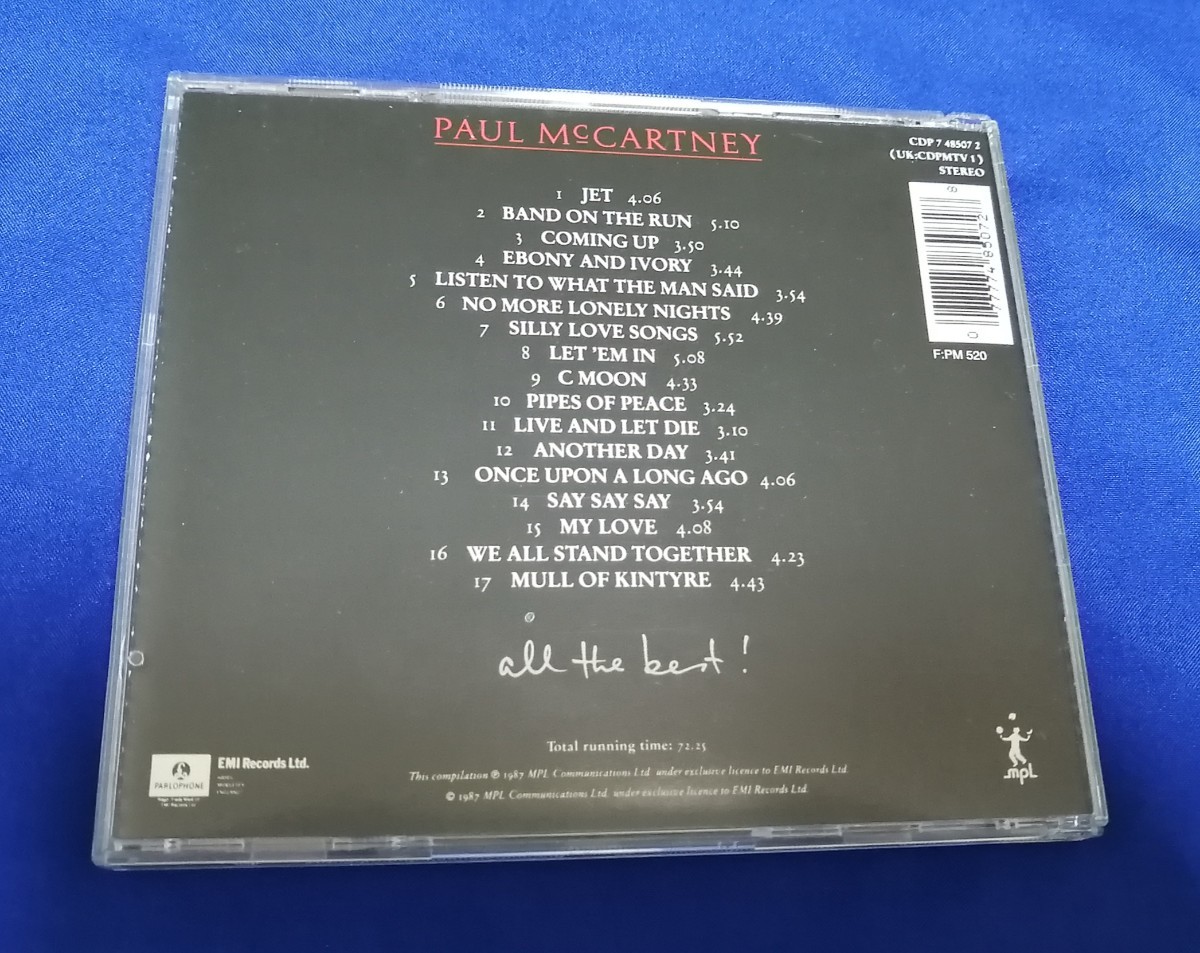 PAUL McCARTNEY
CDP 7 48507 2
(UK:CDPMTV 1)
STEREO
1 JET 4.06
2 BAND ON THE RUN 5.10
3 COMING UP 3.50
4 EBONY AND IVORY 3.44
5 LISTEN TO WHAT THE MAN SAID 3.54
6 NO MORE LONELY NIGHTS 4.39
7 SILLY LOVE SONGS 5.52
8 LET 'EM IN 5.08
9 C MOON 4.33
10 PIPES OF PEACE 3.24
11 LIVE AND LET DIE 3.10
12 ANOTHER DAY 3.41
13 ONCE UPON A LONG AGO 4.06
14 SAY SAY SAY 3.54
15 MY LOVE 4.08
16 WE ALL STAND TOGETHER 4.23
17 MULL OF KINTYRE 4.43
0 77774 85072 8
F:PM 520
all the best!
Total running time: 72.25
This compilation ℗ 1987 MPL Communications Ltd. under exclusive licence to EMI Records Ltd.
© 1987 MPL Communications Ltd. under exclusive licence to EMI Records Ltd.
PARLOPHONE
EMI Records Ltd.
mpl